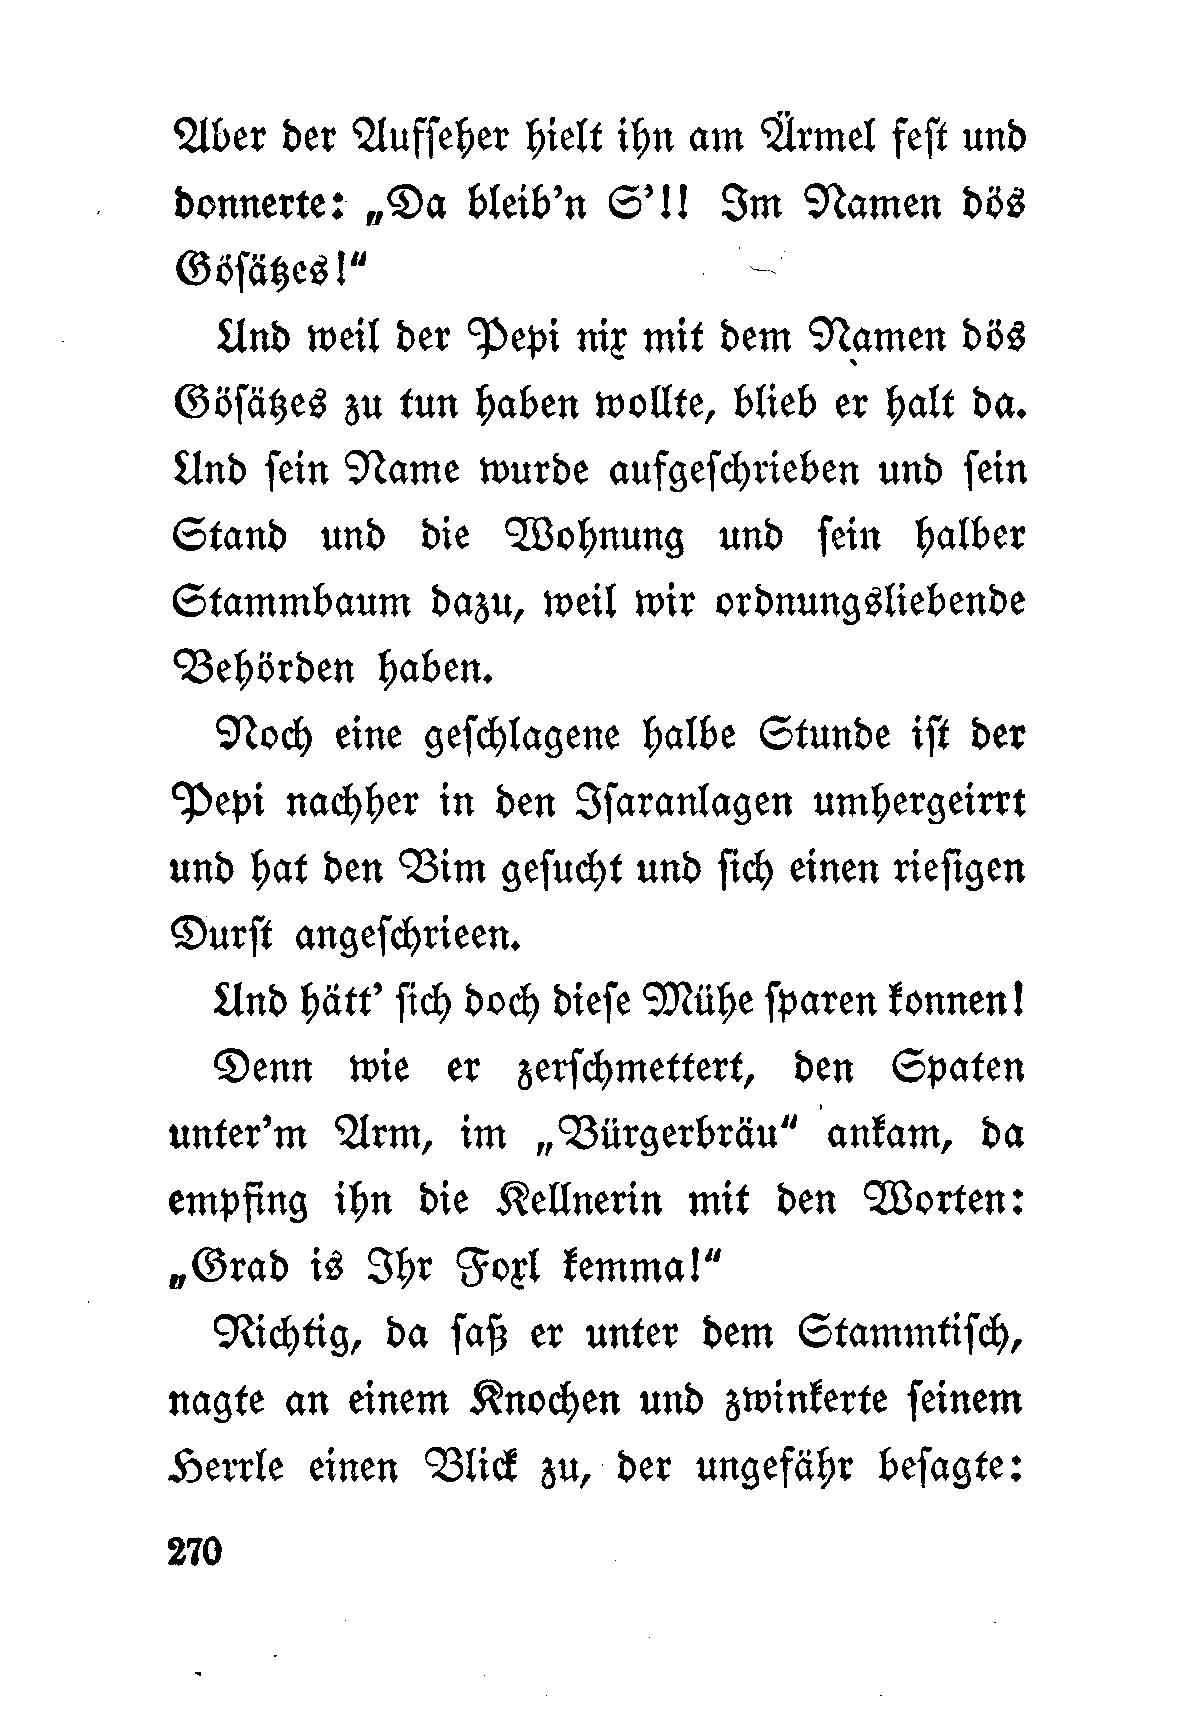 Aber der Aufseher hielt ihn am Ärmel fest und
donnerte: „Da bleib'n S'!! Im Namen dös
Gösätzes!“
Und weil der Pepi nix mit dem Namen dös
Gösätzes zu tun haben wollte, blieb er halt da.
Und sein Name wurde aufgeschrieben und sein
Stand und die Wohnung und sein halber
Stammbaum dazu, weil wir ordnungsliebende
Behörden haben.
Noch eine geschlagene halbe Stunde ist der
Pepi nachher in den Isaranlagen umhergeirrt
und hat den Bim gesucht und sich einen riesigen
Durst angeschrieen.
Und hätt' sich doch diese Mühe sparen konnen!
Denn wie er zerschmettert, den Spaten
unter'm Arm, im „Bürgerbräu“ ankam, da
empfing ihn die Kellnerin mit den Worten:
„Grad is Ihr Foxl kemma!“
Richtig, da saß er unter dem Stammtisch,
nagte an einem Knochen und zwinkerte seinem
Herrle einen Blick zu, der ungefähr besagte:
270